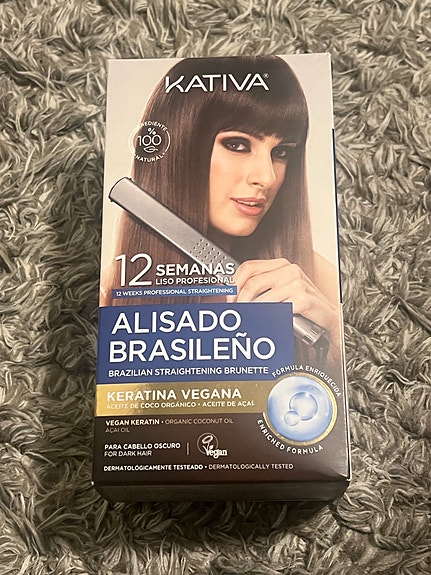 KATIVA®
INGREDIENTE
%
100
NATURAL
12 SEMANAS
LISO PROFESIONAL
12 WEEKS PROFESSIONAL STRAIGHTENING
ALISADO
BRASILEÑO
BRAZILIAN STRAIGHTENING BRUNETTE
KERATINA VEGANA
ACEITE DE COCO ORGÁNICO • ACEITE DE AÇAÍ
VEGAN KERATIN • ORGANIC COCONUT OIL
AÇAI OIL
FÓRMULA ENRIQUECIDA
ENRICHED FORMULA
PARA CABELLO OSCURO
FOR DARK HAIR
Vegan
DERMATOLÓGICAMENTE TESTEADO • DERMATOLOGICALLY TESTED